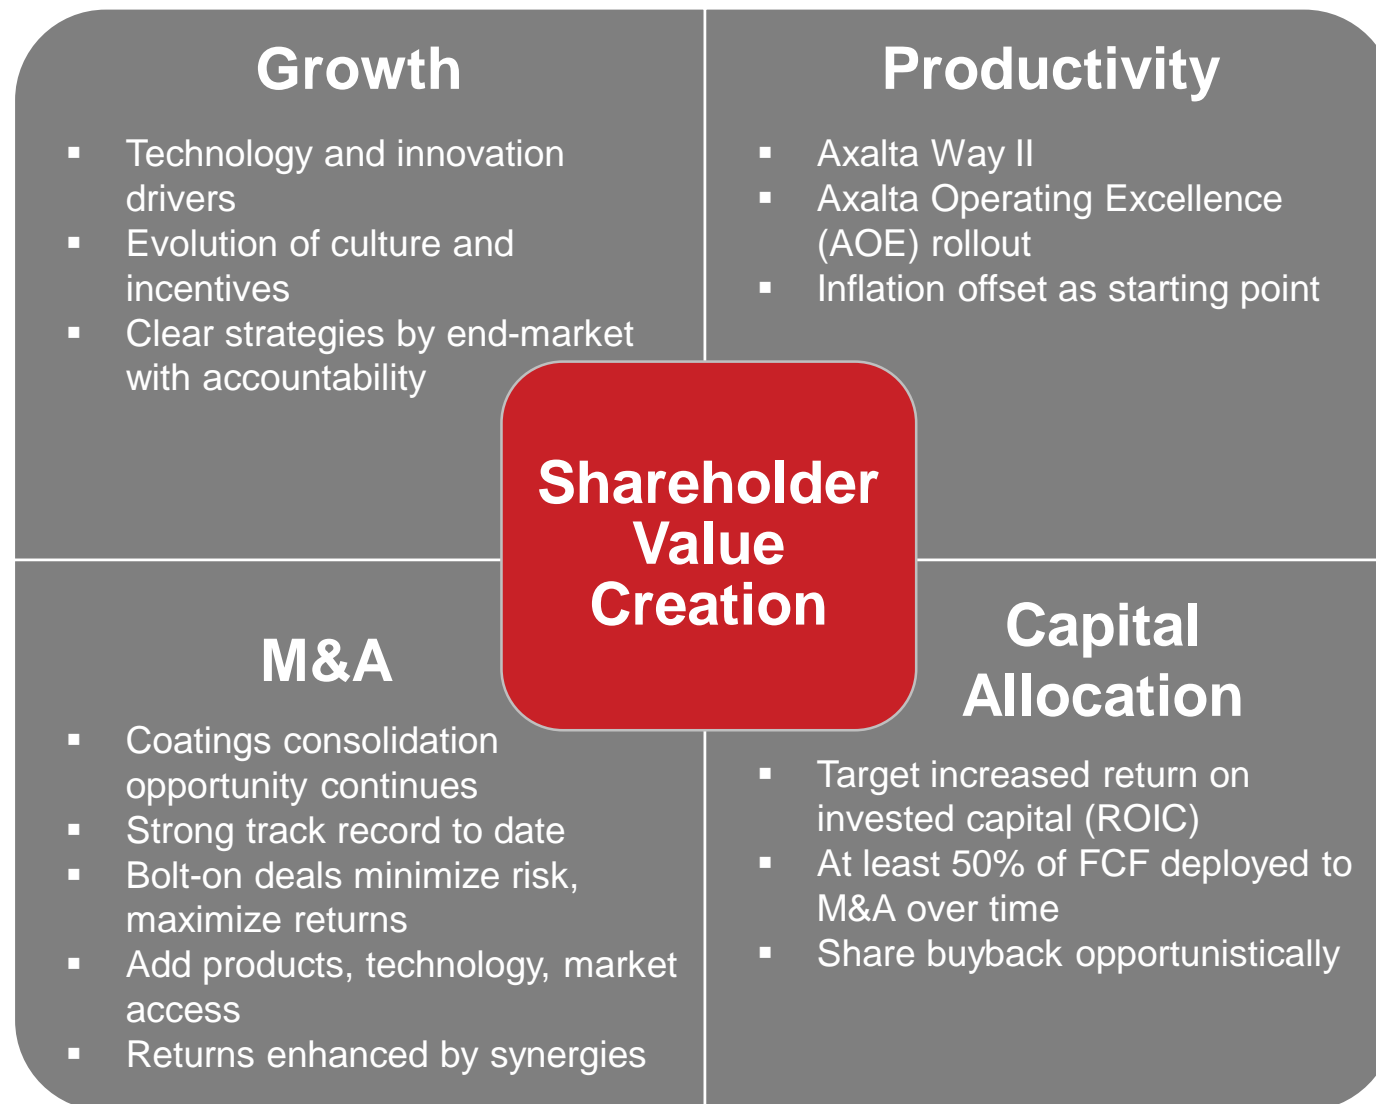 Growth
▪ Technology and innovation
drivers
▪ Evolution of culture and
incentives
▪ Clear strategies by end-market
with accountability
Productivity
▪ Axalta Way II
▪ Axalta Operating Excellence
(AOE) rollout
▪ Inflation offset as starting point
Shareholder
Value
Creation
M&A
▪ Coatings consolidation
opportunity continues
▪ Strong track record to date
▪ Bolt-on deals minimize risk,
maximize returns
▪ Add products, technology, market
access
▪ Returns enhanced by synergies
Capital
Allocation
▪ Target increased return on
invested capital (ROIC)
▪ At least 50% of FCF deployed to
M&A over time
▪ Share buyback opportunistically